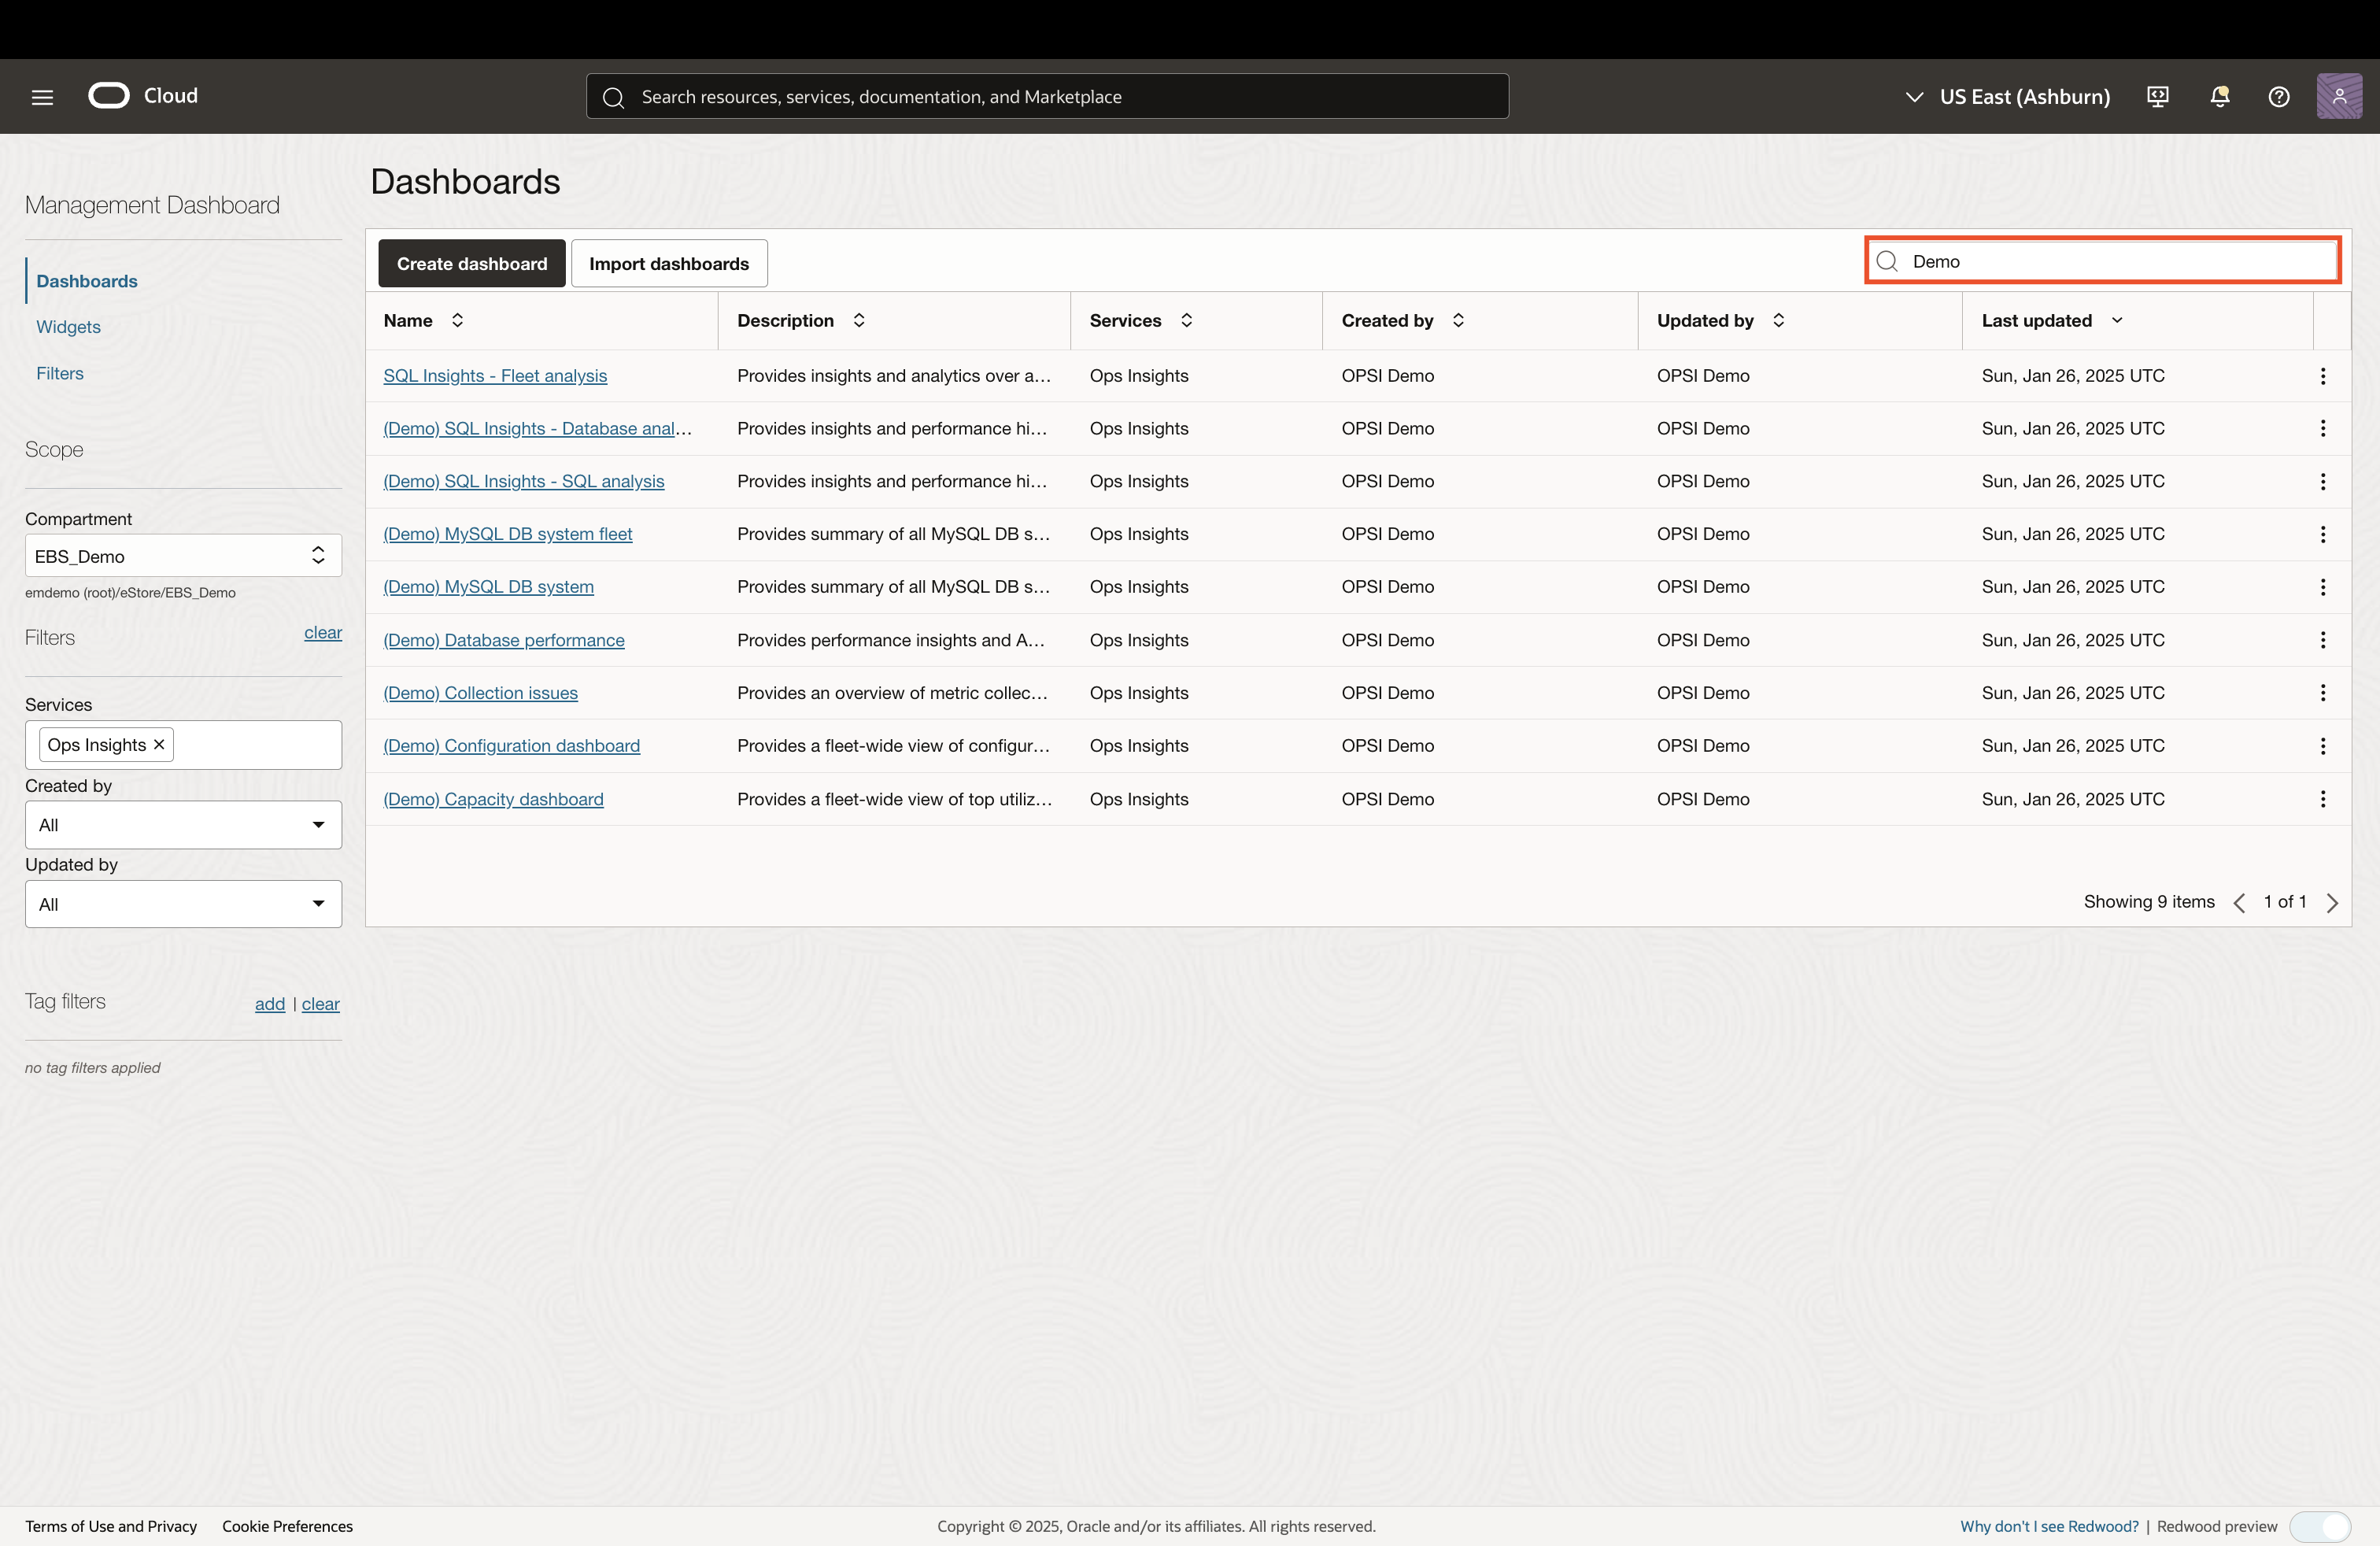 Cloud
Search resources, services, documentation, and Marketplace
US East (Ashburn)
Management Dashboard
Dashboards
Widgets
Filters
Scope
Compartment
EBS_Demo
emdemo (root)/eStore/EBS_Demo
Filters clear
Services
Ops Insights ×
Created by
All
Updated by
All
Tag filters add | clear
no tag filters applied
Dashboards
Create dashboard Import dashboards Demo
Name Description Services Created by Updated by Last updated
SQL Insights - Fleet analysis Provides insights and analytics over a... Ops Insights OPSI Demo OPSI Demo Sun, Jan 26, 2025 UTC
(Demo) SQL Insights - Database anal... Provides insights and performance hi... Ops Insights OPSI Demo OPSI Demo Sun, Jan 26, 2025 UTC
(Demo) SQL Insights - SQL analysis Provides insights and performance hi... Ops Insights OPSI Demo OPSI Demo Sun, Jan 26, 2025 UTC
(Demo) MySQL DB system fleet Provides summary of all MySQL DB s... Ops Insights OPSI Demo OPSI Demo Sun, Jan 26, 2025 UTC
(Demo) MySQL DB system Provides summary of all MySQL DB s... Ops Insights OPSI Demo OPSI Demo Sun, Jan 26, 2025 UTC
(Demo) Database performance Provides performance insights and A... Ops Insights OPSI Demo OPSI Demo Sun, Jan 26, 2025 UTC
(Demo) Collection issues Provides an overview of metric collec... Ops Insights OPSI Demo OPSI Demo Sun, Jan 26, 2025 UTC
(Demo) Configuration dashboard Provides a fleet-wide view of configur... Ops Insights OPSI Demo OPSI Demo Sun, Jan 26, 2025 UTC
(Demo) Capacity dashboard Provides a fleet-wide view of top utiliz... Ops Insights OPSI Demo OPSI Demo Sun, Jan 26, 2025 UTC
Showing 9 items 1 of 1
Terms of Use and Privacy Cookie Preferences Copyright © 2025, Oracle and/or its affiliates. All rights reserved. Why don't I see Redwood? | Redwood preview